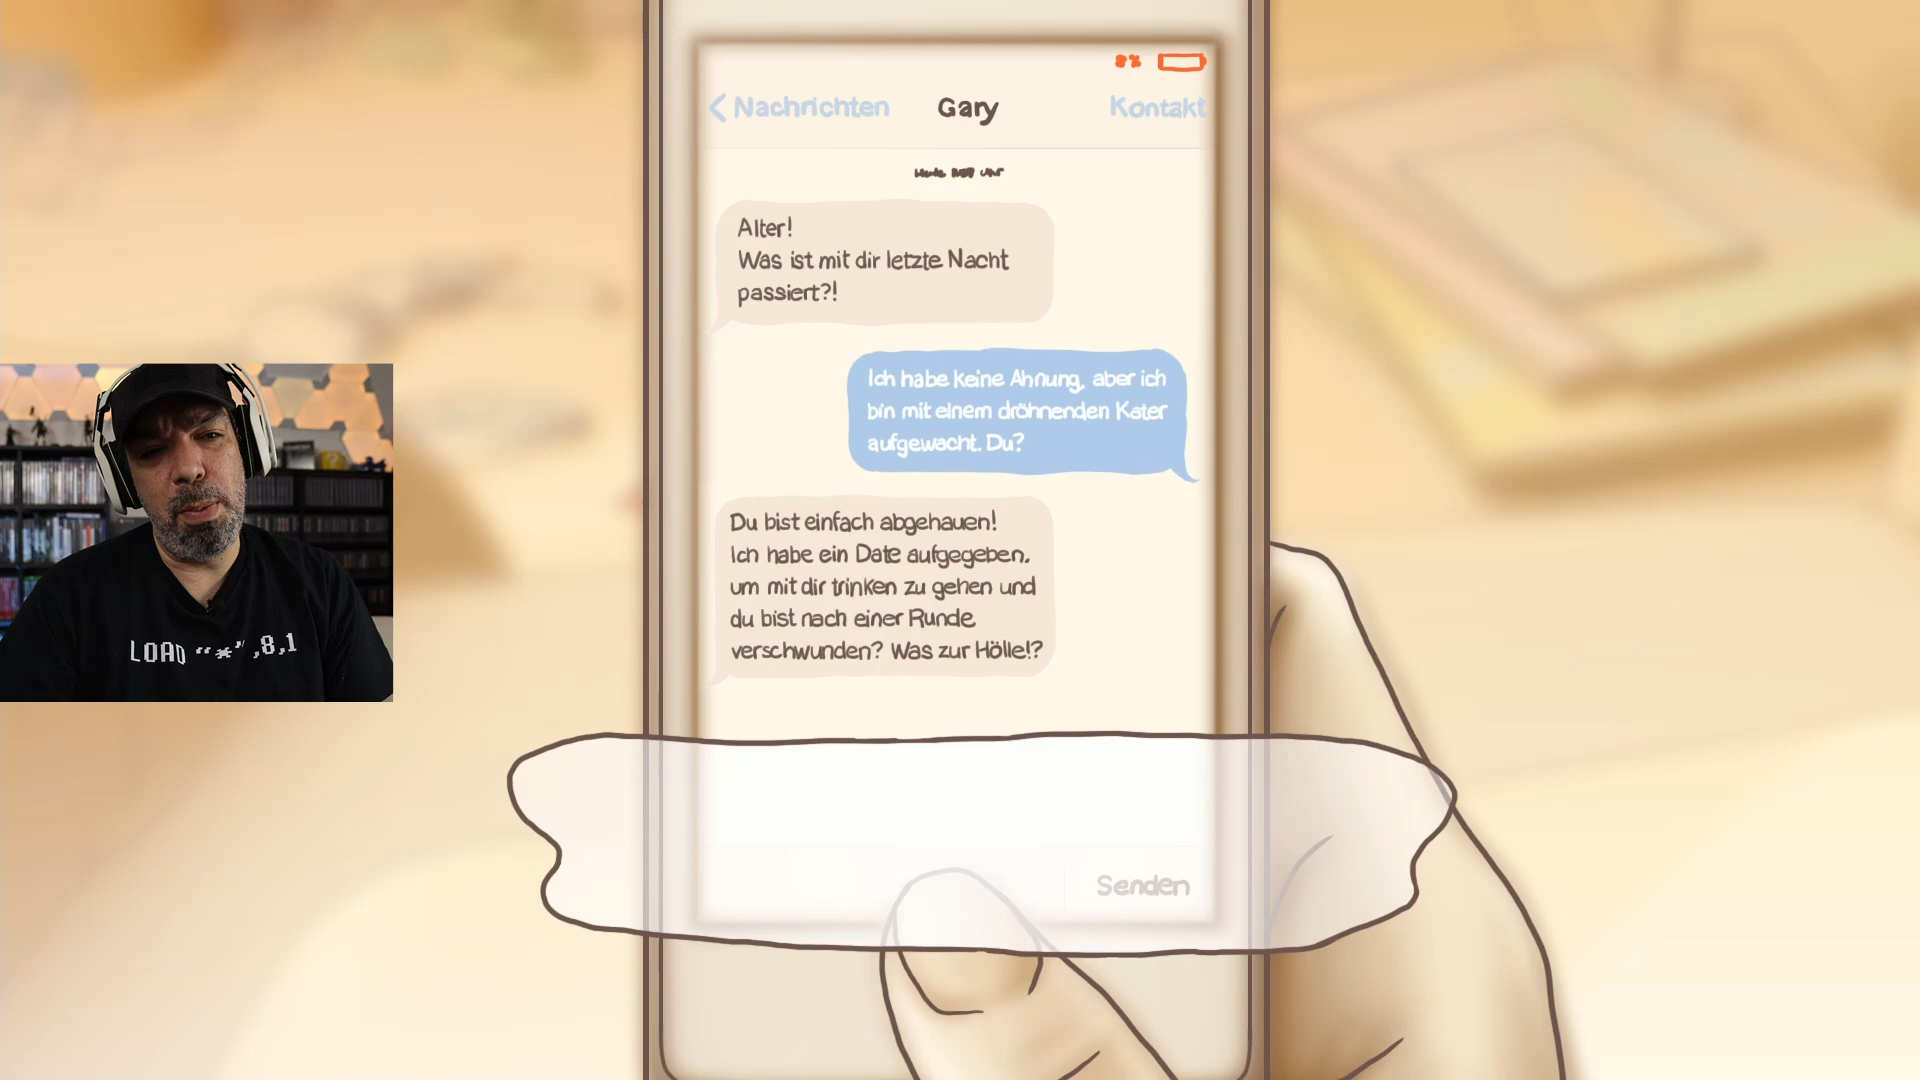 8%
Nachrichten
Gary
Kontakt
Alter!
Was ist mit dir letzte Nacht
passiert?!
Ich habe keine Ahnung, aber ich
bin mit einem dröhnenden Kater
aufgewacht. Du?
Du bist einfach abgehauen!
Ich habe ein Date aufgegeben,
um mit dir trinken zu gehen und
du bist nach einer Runde
verschwunden? Was zur Hölle!?
LOAD "*",8,1
Senden